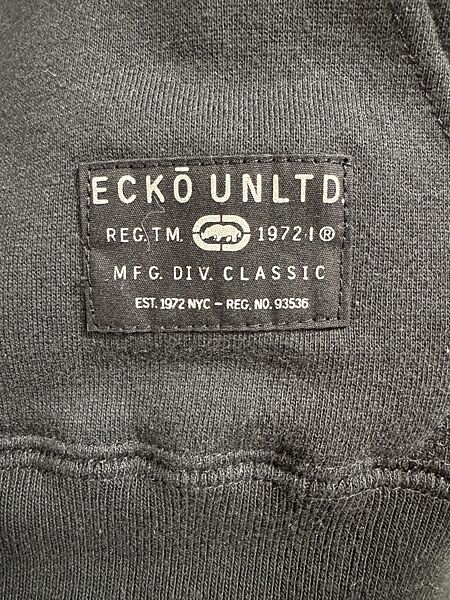 ECKŌ UNLTD
REG. TM. 1972-I ®
MFG. DIV. CLASSIC
EST. 1972 NYC – REG. NO. 93536